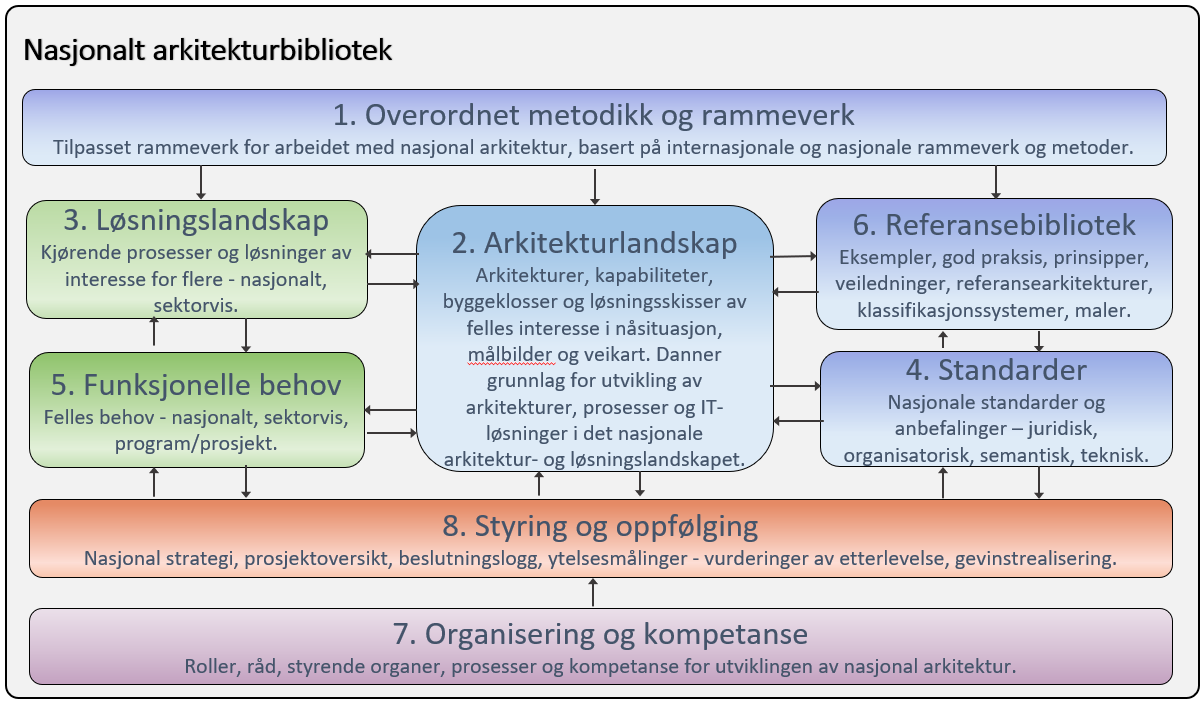 Nasjonalt arkitekturbibliotek
1. Overordnet metodikk og rammeverk
Tilpasset rammeverk for arbeidet med nasjonal arkitektur, basert på internasjonale og nasjonale rammeverk og metoder.
3. Løsningslandskap
Kjørende prosesser og løsninger av
interesse for flere - nasjonalt,
sektorvis.
2. Arkitekturlandskap
Arkitekturer, kapabiliteter,
byggeklosser og løsningsskisser av
felles interesse i nåsituasjon,
målbilder og veikart. Danner
grunnlag for utvikling av
arkitekturer, prosesser og IT-
løsninger i det nasjonale
arkitektur- og løsningslandskapet.
6. Referansebibliotek
Eksempler, god praksis, prinsipper,
veiledninger, referansearkitekturer,
klassifikasjonssystemer, maler.
5. Funksjonelle behov
Felles behov - nasjonalt, sektorvis,
program/prosjekt.
4. Standarder
Nasjonale standarder og
anbefalinger – juridisk,
organisatorisk, semantisk, teknisk.
8. Styring og oppfølging
Nasjonal strategi, prosjektoversikt, beslutningslogg, ytelsesmålinger - vurderinger av etterlevelse, gevinstrealisering.
7. Organisering og kompetanse
Roller, råd, styrende organer, prosesser og kompetanse for utviklingen av nasjonal arkitektur.